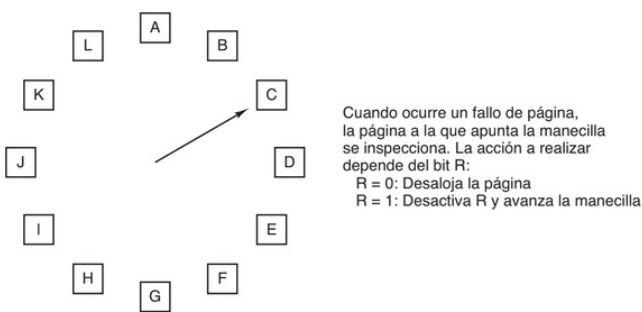 A
L
B
K
C
J
D
I
E
H
F
G
Cuando ocurre un fallo de página,
la página a la que apunta la manecilla
se inspecciona. La acción a realizar
depende del bit R:
R = 0: Desaloja la página
R = 1: Desactiva R y avanza la manecilla